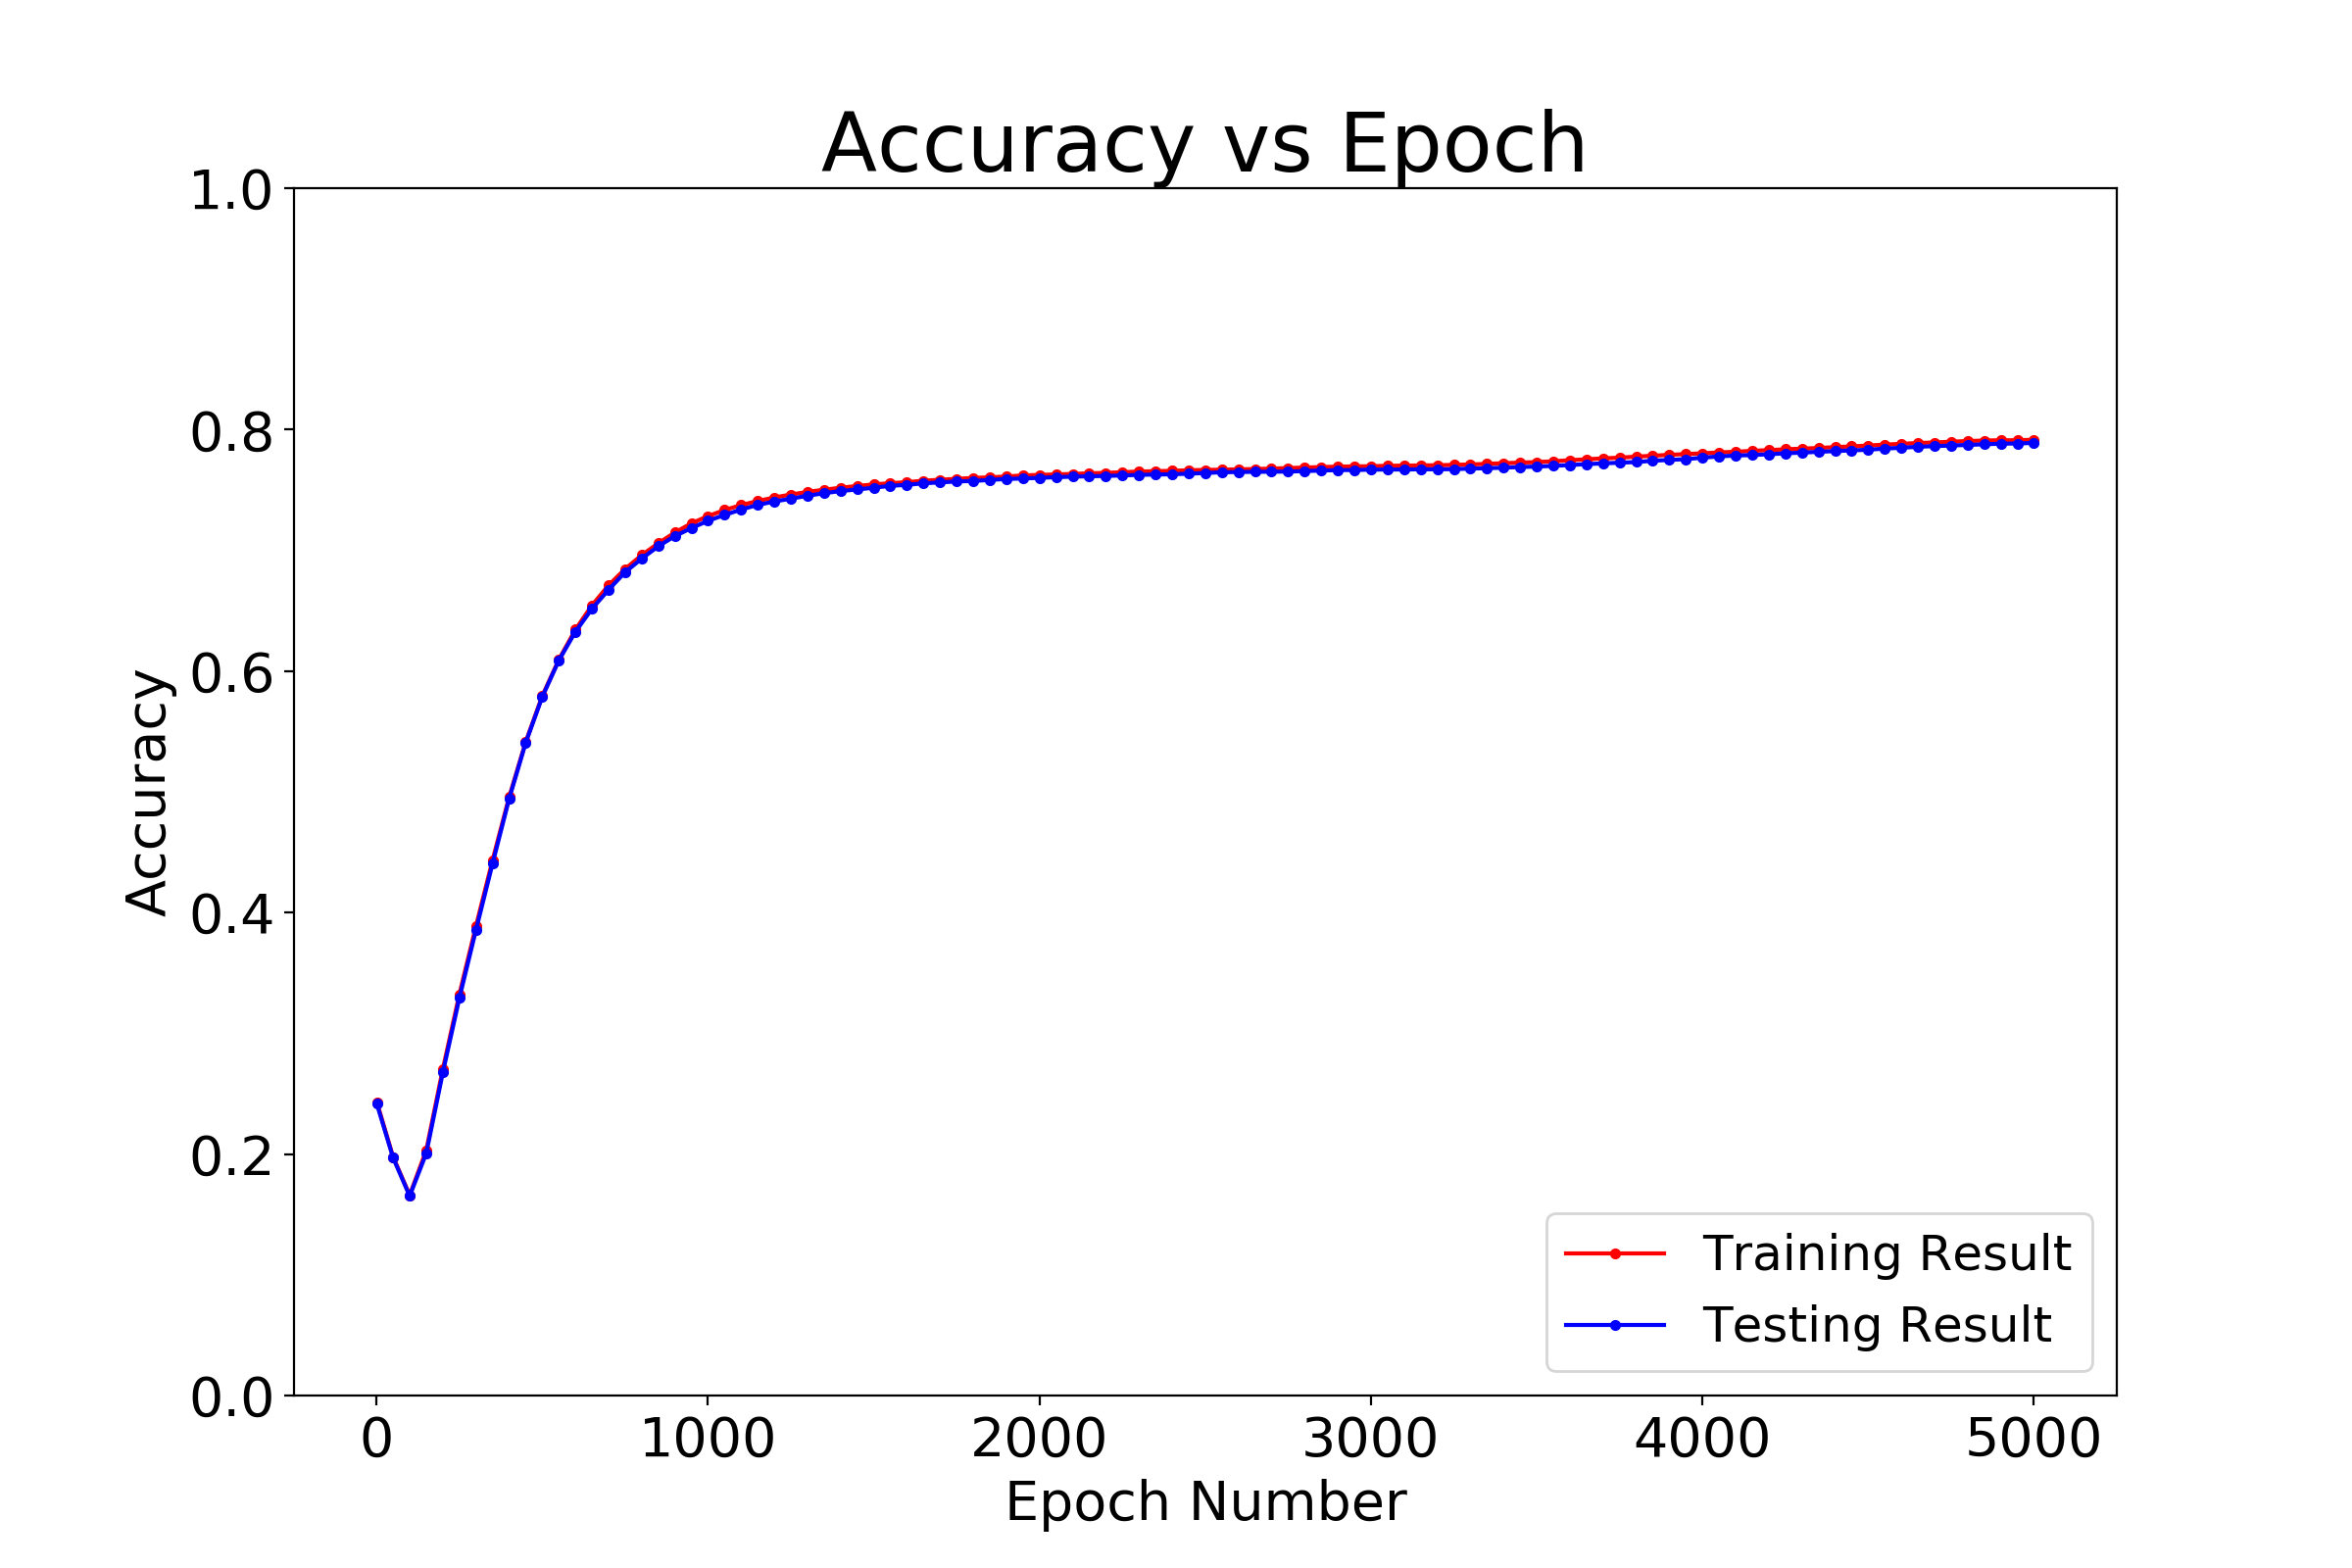 Accuracy vs Epoch
1.0
0.8
0.6
0.4
0.2
0.0
Accuracy
0 1000 2000 3000 4000 5000
Epoch Number
Training Result
Testing Result